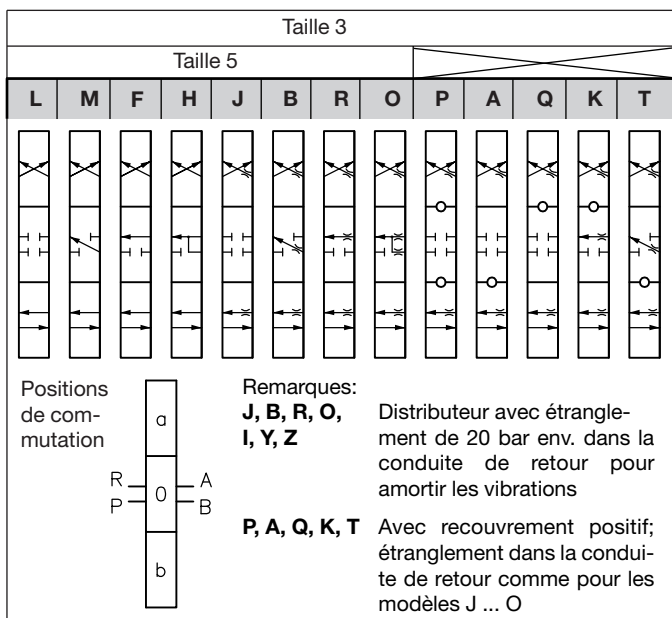 Taille 3
Taille 5
L M F H J B R O P A Q K T
Positions
de com-
mutation
a
R 0 A
P B
b
Remarques:
J, B, R, O,
I, Y, Z
Distributeur avec étrangle-
ment de 20 bar env. dans la
conduite de retour pour
amortir les vibrations
P, A, Q, K, T
Avec recouvrement positif;
étranglement dans la condui-
te de retour comme pour les
modèles J ... O